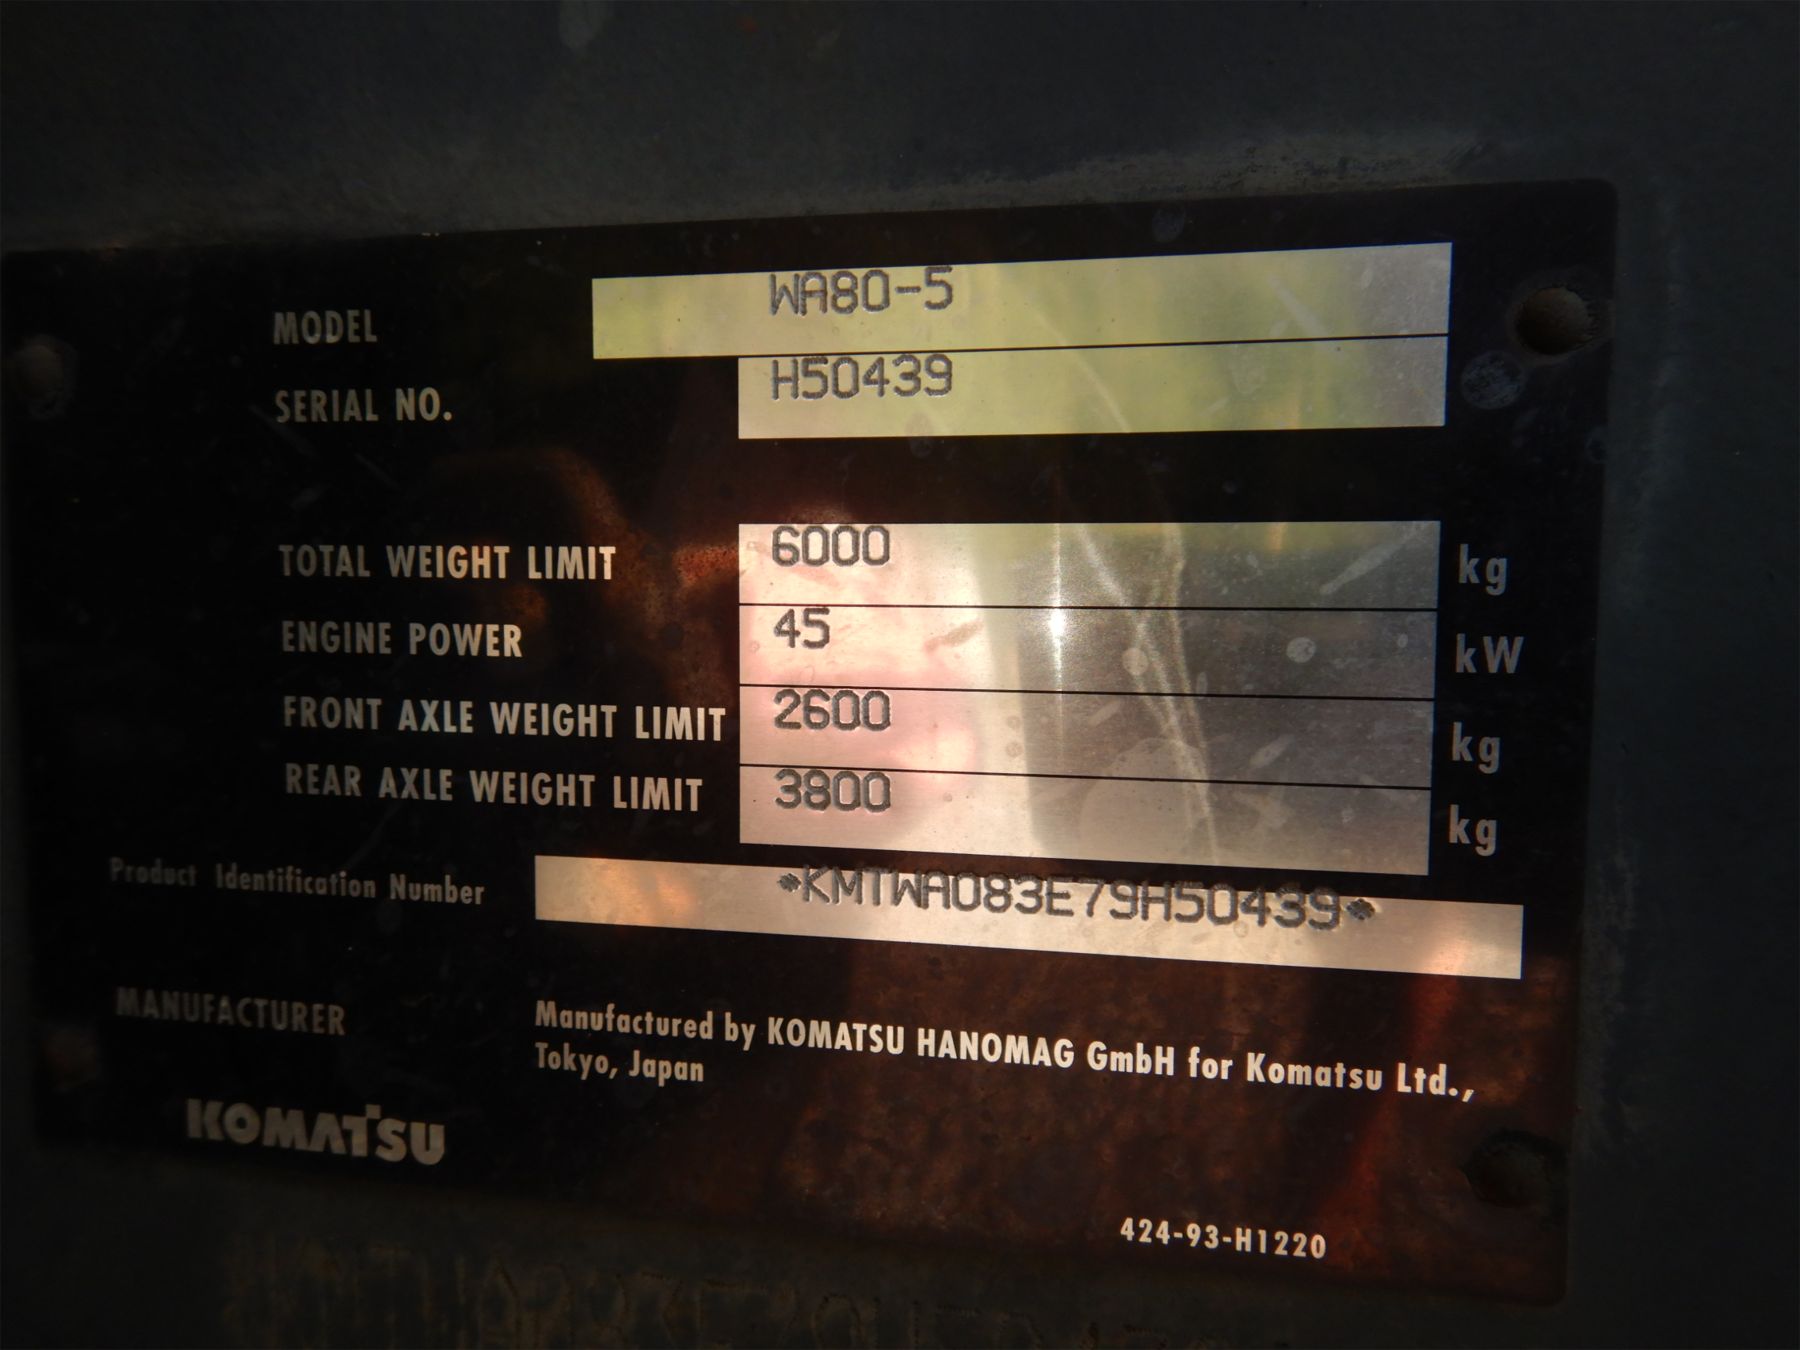 MODEL WA80-5
SERIAL NO. H50439
TOTAL WEIGHT LIMIT 6000 kg
ENGINE POWER 45 kW
FRONT AXLE WEIGHT LIMIT 2600 kg
REAR AXLE WEIGHT LIMIT 3800 kg
Product Identification Number *KMTWA083E79H50439*
MANUFACTURER Manufactured by KOMATSU HANOMAG GmbH for Komatsu Ltd.,
Tokyo, Japan
KOMATSU
424-93-H1220